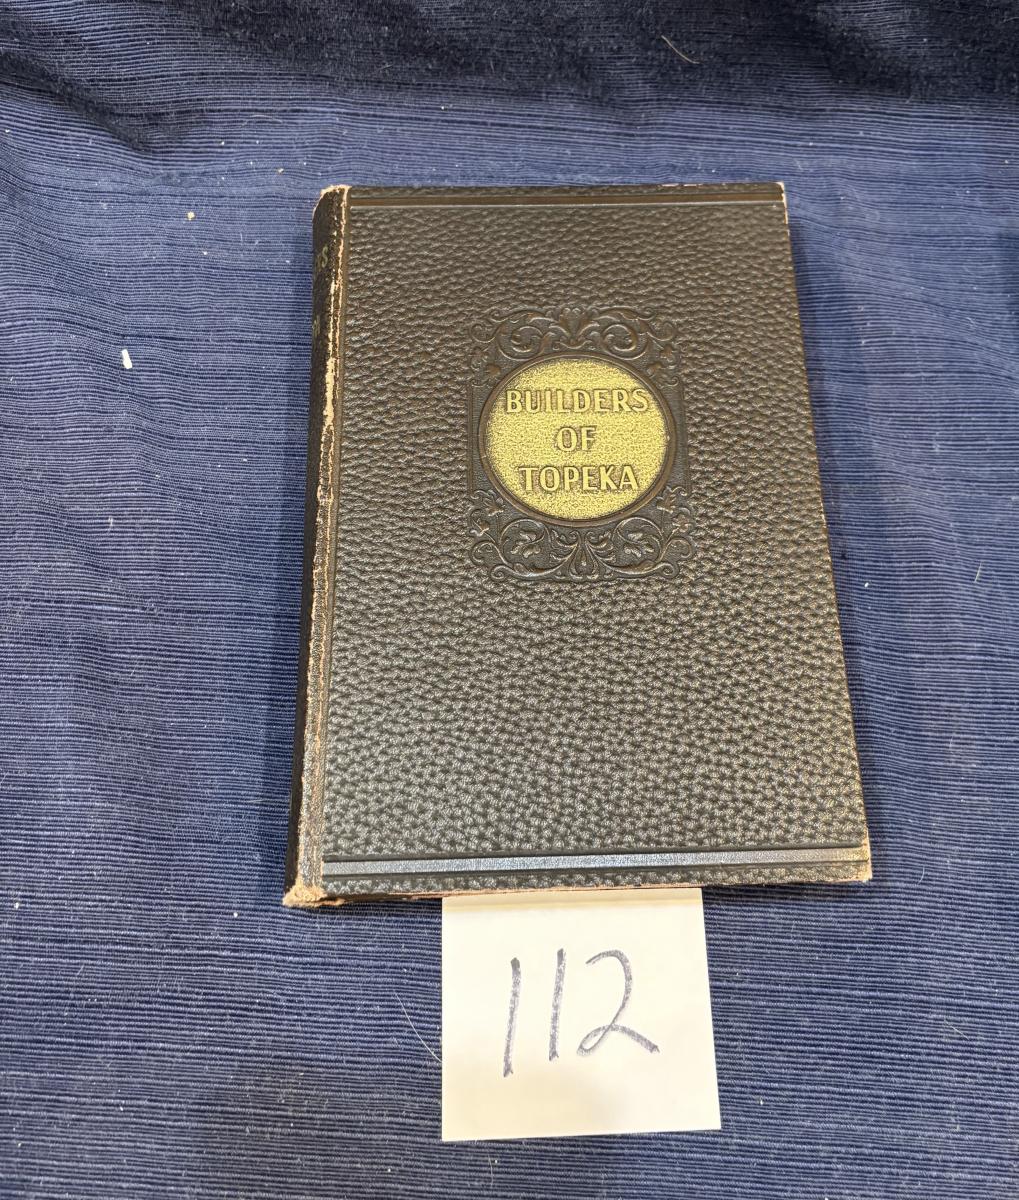 BUILDERS
OF
TOPEKA
112